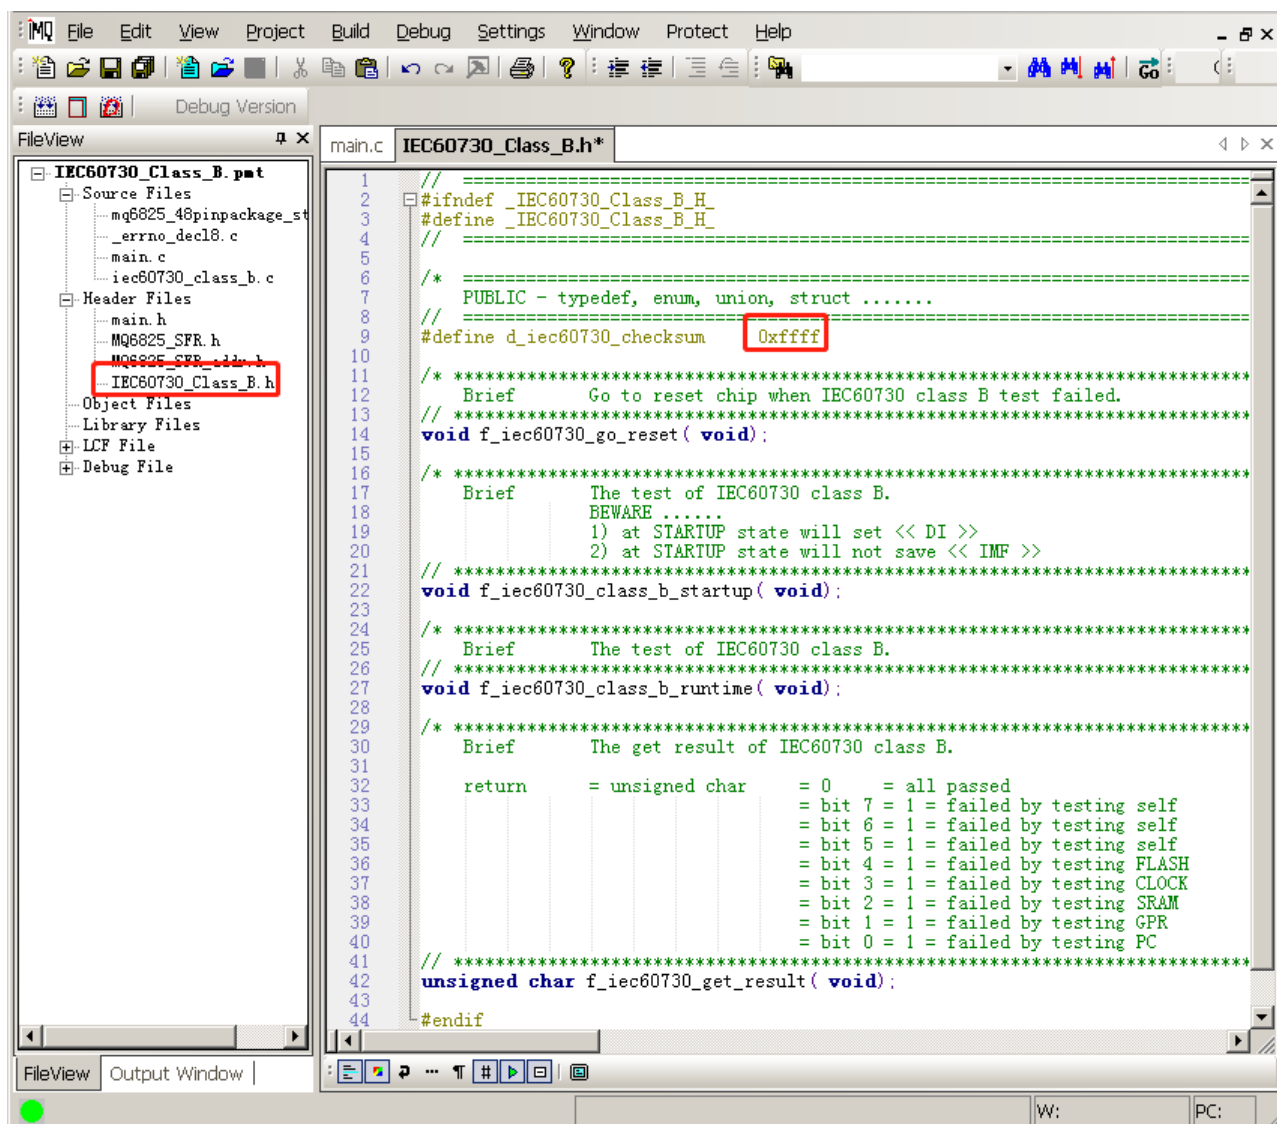 iMQ File Edit View Project Build Debug Settings Window Protect Help
GO
Debug Version
FileView
main.c IEC60730_Class_B.h*
IEC60730_Class_B.pmt
Source Files
mq6825_48pinpackage_st
_errno_decl8.c
main.c
iec60730_class_b.c
Header Files
main.h
MQ6825_SFR.h
MQ6825_SFR_addr.h
IEC60730_Class_B.h
Object Files
Library Files
LCF File
Debug File
1 // ===========================================================================
2 #ifndef _IEC60730_Class_B_H_
3 #define _IEC60730_Class_B_H_
4 // ===========================================================================
5
6 /* ===========================================================================
7 PUBLIC - typedef, enum, union, struct .......
8 // ===========================================================================
9 #define d_iec60730_checksum 0xffff
10
11 /* ****************************************************************************
12 Brief Go to reset chip when IEC60730 class B test failed.
13 // ****************************************************************************
14 void f_iec60730_go_reset( void);
15
16 /* ****************************************************************************
17 Brief The test of IEC60730 class B.
18 BEWARE ......
19 1) at STARTUP state will set << DI >>
20 2) at STARTUP state will not save << IMF >>
21 // ****************************************************************************
22 void f_iec60730_class_b_startup( void);
23
24 /* ****************************************************************************
25 Brief The test of IEC60730 class B.
26 // ****************************************************************************
27 void f_iec60730_class_b_runtime( void);
28
29 /* ****************************************************************************
30 Brief The get result of IEC60730 class B.
31
32 return = unsigned char = 0 = all passed
33 = bit 7 = 1 = failed by testing self
34 = bit 6 = 1 = failed by testing self
35 = bit 5 = 1 = failed by testing self
36 = bit 4 = 1 = failed by testing FLASH
37 = bit 3 = 1 = failed by testing CLOCK
38 = bit 2 = 1 = failed by testing SRAM
39 = bit 1 = 1 = failed by testing GPR
40 = bit 0 = 1 = failed by testing PC
41 // ****************************************************************************
42 unsigned char f_iec60730_get_result( void);
43
44 #endif
FileView Output Window
W: PC: